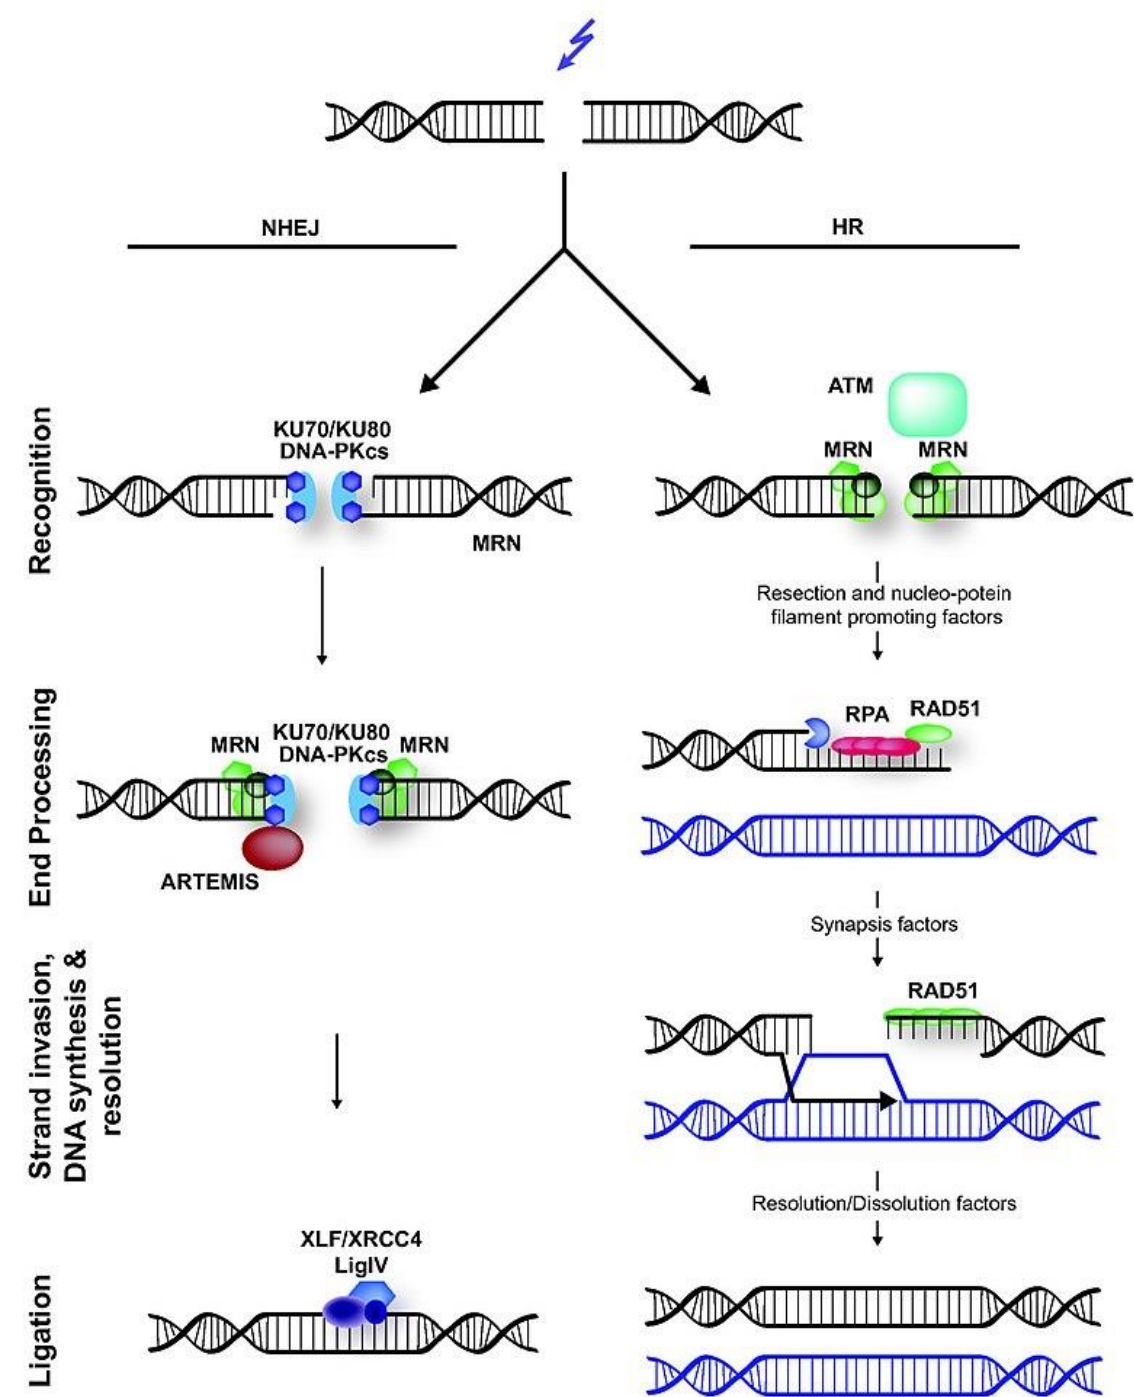 NHEJ
HR
Recognition
KU70/KU80
DNA-PKcs
MRN
ATM
MRN
MRN
Resection and nucleo-potein
filament promoting factors
End Processing
MRN
KU70/KU80
DNA-PKcs
MRN
ARTEMIS
RPA
RAD51
Synapsis factors
Strand invasion,
DNA synthesis &
resolution
RAD51
Resolution/Dissolution factors
Ligation
XLF/XRCC4
LigIV